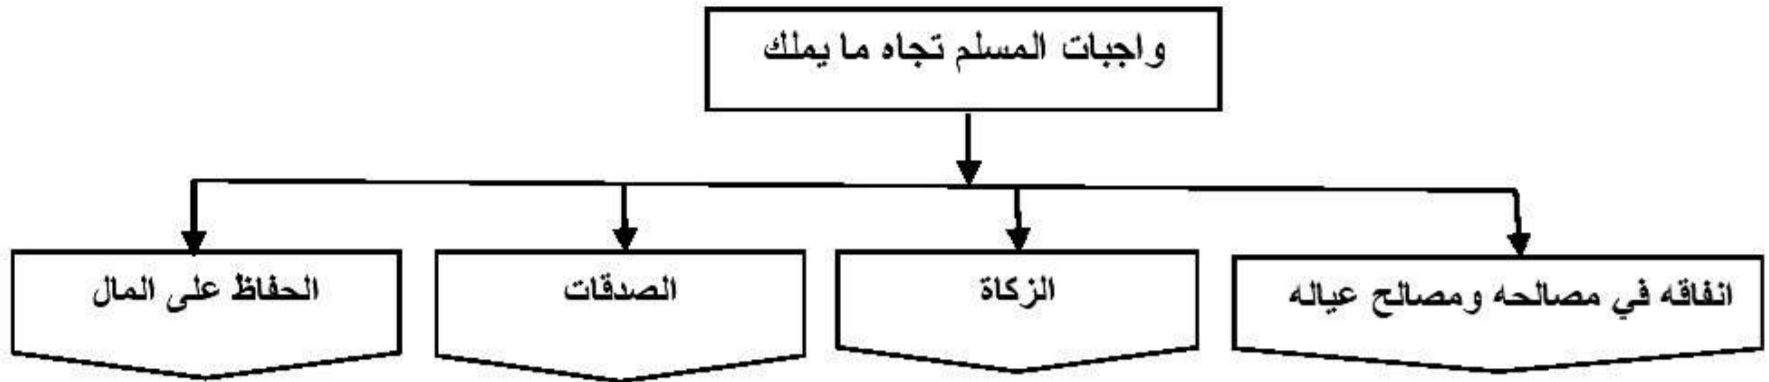 واجبات المسلم تجاه ما يملك
انفاقه في مصالحه ومصالح عياله
الزكاة
الصدقات
الحفاظ على المال